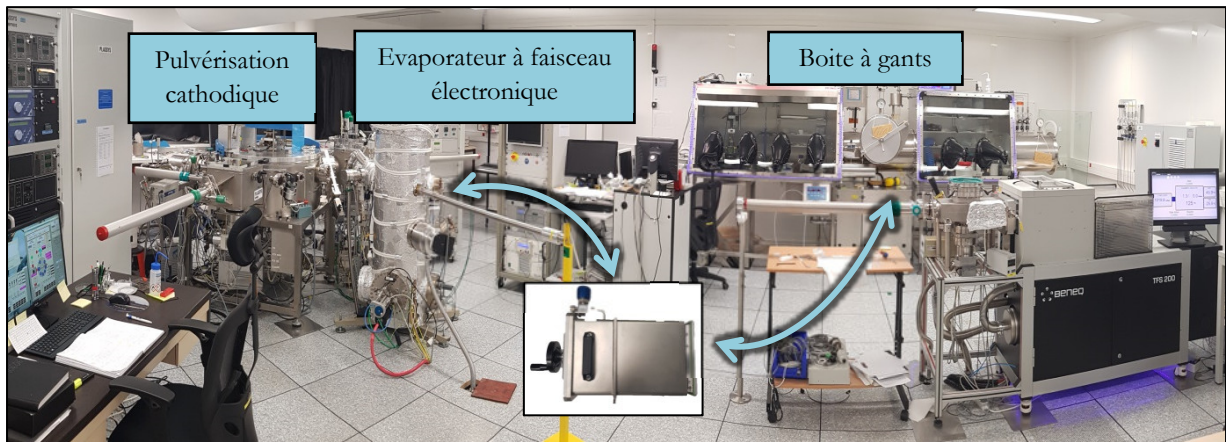 Pulvérisation
cathodique
Evaporateur à faisceau
électronique
Boite à gants
BENEQ
TFS 200